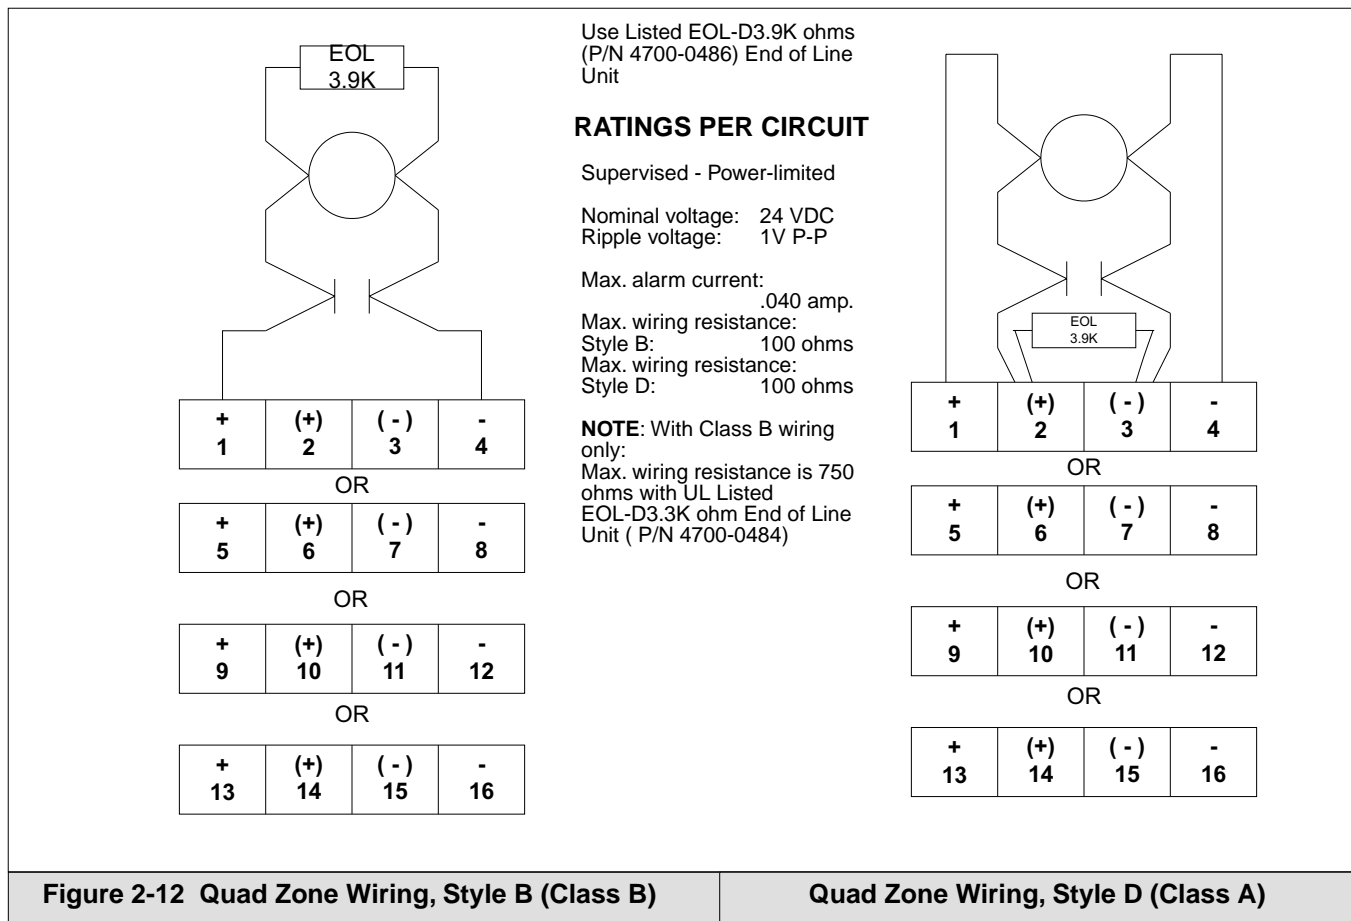 EOL
3.9K
+ (+) ( - ) -
1 2 3 4
OR
+ (+) ( - ) -
5 6 7 8
OR
+ (+) ( - ) -
9 10 11 12
OR
+ (+) ( - ) -
13 14 15 16
Use Listed EOL-D3.9K ohms
(P/N 4700-0486) End of Line
Unit
RATINGS PER CIRCUIT
Supervised - Power-limited
Nominal voltage: 24 VDC
Ripple voltage: 1V P-P
Max. alarm current:
.040 amp.
Max. wiring resistance:
Style B: 100 ohms
Max. wiring resistance:
Style D: 100 ohms
NOTE: With Class B wiring
only:
Max. wiring resistance is 750
ohms with UL Listed
EOL-D3.3K ohm End of Line
Unit ( P/N 4700-0484)
EOL
3.9K
+ (+) ( - ) -
1 2 3 4
OR
+ (+) ( - ) -
5 6 7 8
OR
+ (+) ( - ) -
9 10 11 12
OR
+ (+) ( - ) -
13 14 15 16
Figure 2-12 Quad Zone Wiring, Style B (Class B)
Quad Zone Wiring, Style D (Class A)